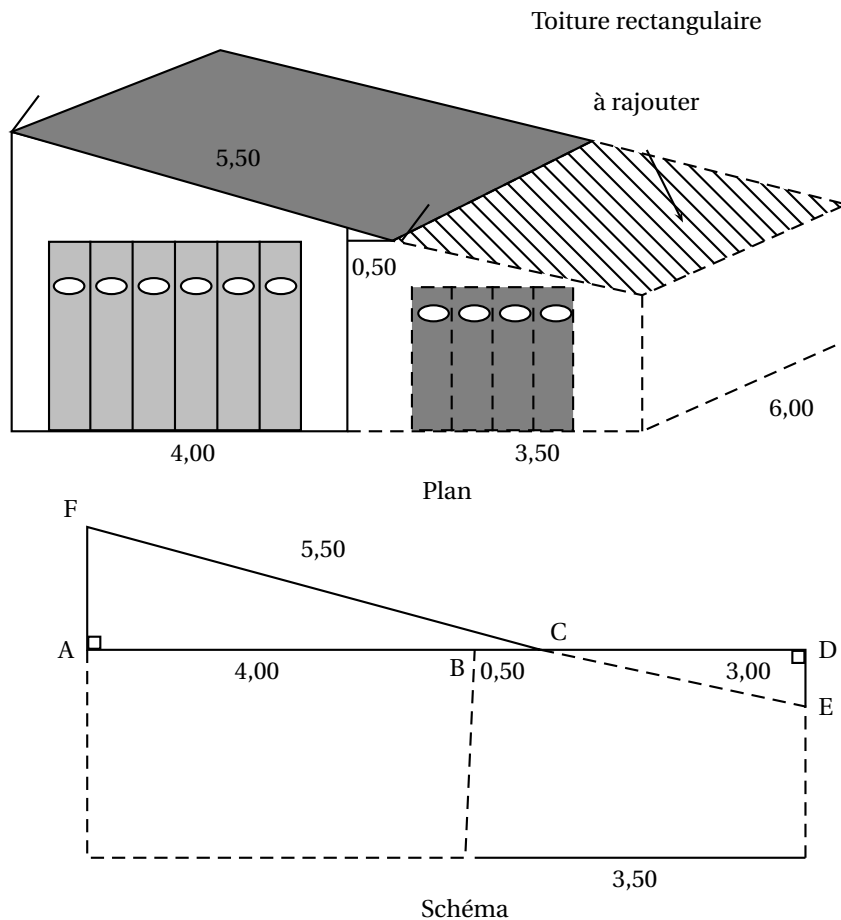 Toiture rectangulaire
à rajouter
5,50
0,50
6,00
4,00
3,50
Plan
F
5,50
C
A
D
B
4,00
0,50
3,00
E
3,50
Schéma